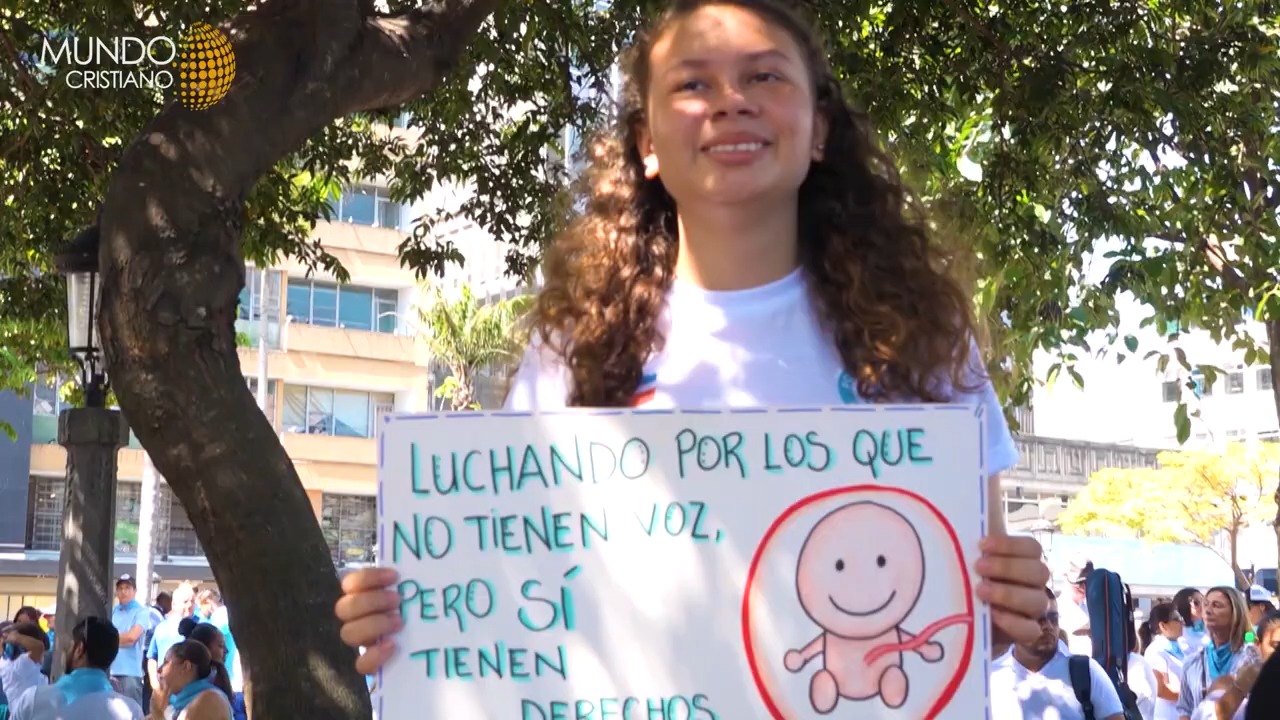 MUNDO
CRISTIANO
LUCHANDO POR LOS QUE
NO TIENEN VOZ,
PERO SÍ
TIENEN
DERECHOS